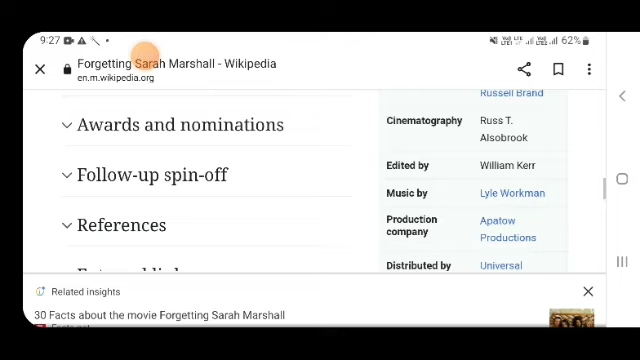 9:27
62%
Forgetting Sarah Marshall - Wikipedia
en.m.wikipedia.org
Russell Brand
Awards and nominations
Cinematography Russ T.
Alsobrook
Follow-up spin-off
Edited by William Kerr
Music by Lyle Workman
References
Production Apatow
company Productions
Distributed by Universal
Related insights
30 Facts about the movie Forgetting Sarah Marshall